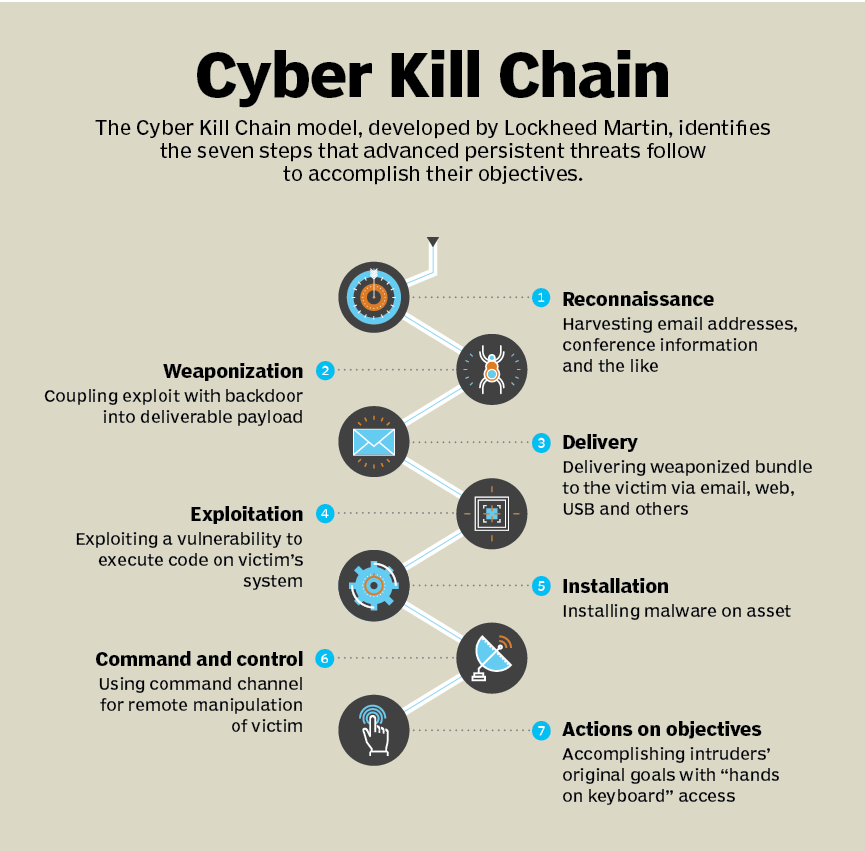 Cyber Kill Chain
The Cyber Kill Chain model, developed by Lockheed Martin, identifies
the seven steps that advanced persistent threats follow
to accomplish their objectives.
1 Reconnaissance
Harvesting email addresses,
conference information
and the like
Weaponization 2
Coupling exploit with backdoor
into deliverable payload
3 Delivery
Delivering weaponized bundle
to the victim via email, web,
USB and others
Exploitation 4
Exploiting a vulnerability to
execute code on victim’s
system
5 Installation
Installing malware on asset
Command and control 6
Using command channel
for remote manipulation
of victim
7 Actions on objectives
Accomplishing intruders’
original goals with “hands
on keyboard” access